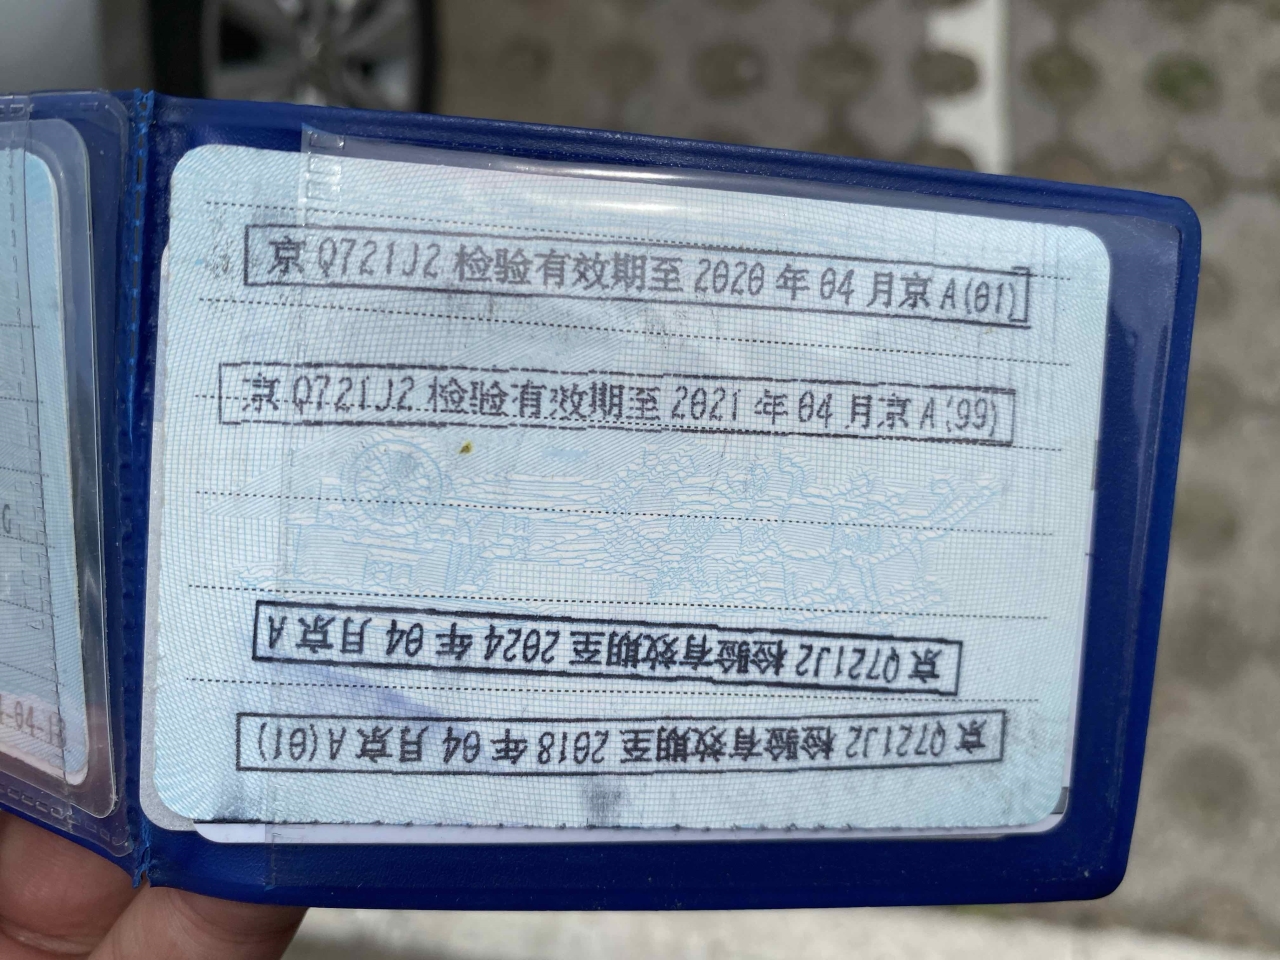 京Q721J2检验有效期至2020年04月京A(01)
京Q721J2检验有效期至2021年04月京A(99)
京Q721J2检验有效期至2024年04月京A
京Q721J2检验有效期至2018年04月京A(01)
G
-04-1